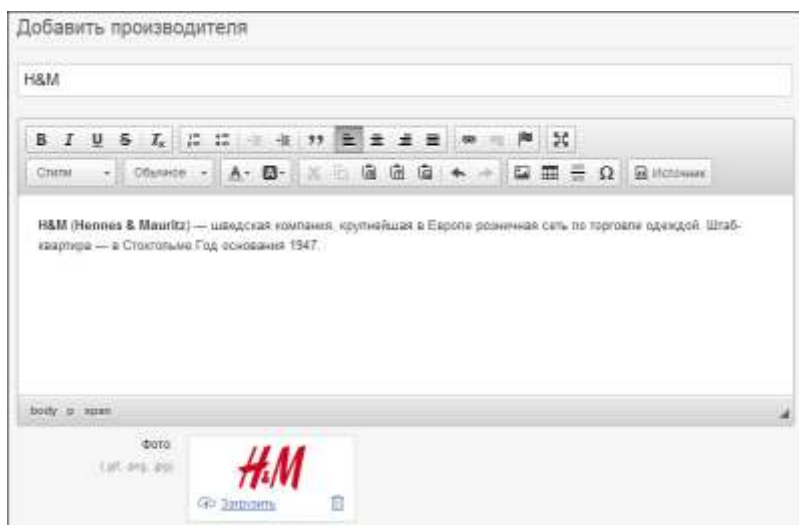 Добавить производителя
H&M
B I U S Tx
Стили Обычное A A Ω Источник
H&M (Hennes & Mauritz) — шведская компания, крупнейшая в Европе розничная сеть по торговле одеждой. Штаб-
квартира — в Стокгольме Год основания 1947.
body p span
Фото
(.gif, .png, .jpg)
H&M
Загрузить